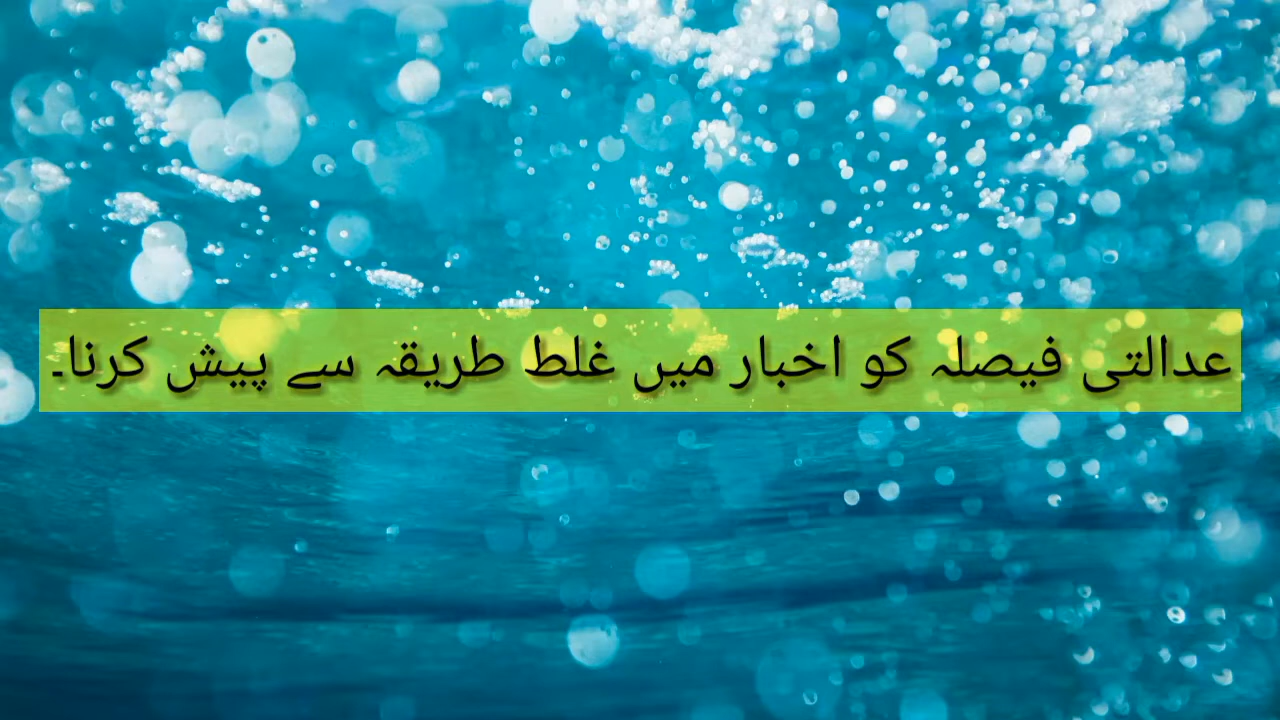 عدالتی فیصلہ کو اخبار میں غلط طریقہ سے پیش کرنا۔